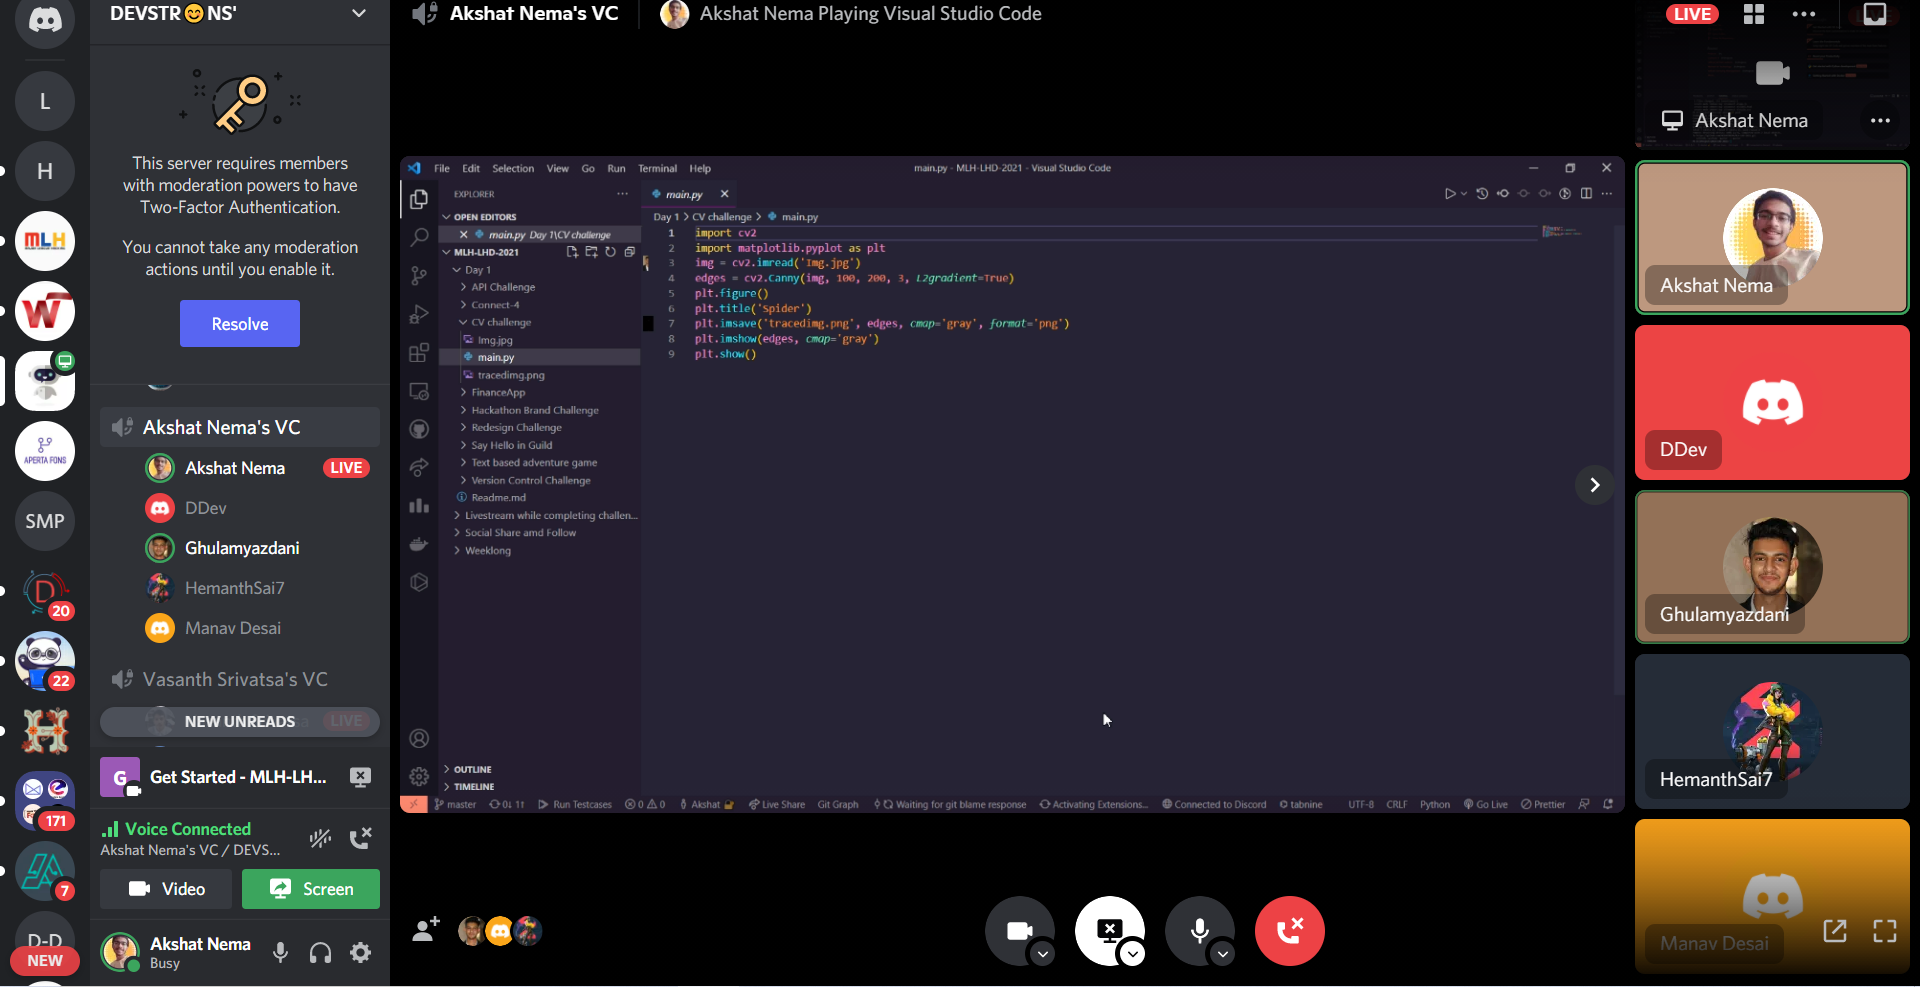 DEVSTR😊NS'
This server requires members
with moderation powers to have
Two-Factor Authentication.
You cannot take any moderation
actions until you enable it.
Resolve
Akshat Nema's VC
Akshat Nema LIVE
DDev
Ghulamyazdani
HemanthSai7
Manav Desai
Vasanth Srivatsa's VC
NEW UNREADS LIVE
G Get Started - MLH-LH...
Voice Connected
Akshat Nema's VC / DEVS...
Video Screen
Akshat Nema
Busy
L
H
MLH
W
APERTA FONS
SMP
D
20
22
H
171
7
D-D
NEW
Akshat Nema's VC Akshat Nema Playing Visual Studio Code
LIVE
File Edit Selection View Go Run Terminal Help main.py - MLH-LHD-2021 - Visual Studio Code
EXPLORER ...
OPEN EDITORS
main.py Day 1\CV challenge
MLH-LHD-2021
Day 1
API Challenge
Connect-4
CV challenge
Img.jpg
main.py
tracedimg.png
FinanceApp
Hackathon Brand Challenge
Redesign Challenge
Say Hello in Guild
Text based adventure game
Version Control Challenge
Readme.md
Livestream while completing challen...
Social Share amd Follow
Weeklong
OUTLINE
TIMELINE
main.py
Day 1 > CV challenge > main.py
1 import cv2
2 import matplotlib.pyplot as plt
3 img = cv2.imread('Img.jpg')
4 edges = cv2.Canny(img, 100, 200, 3, L2gradient=True)
5 plt.figure()
6 plt.title('Spider')
7 plt.imsave('tracedimg.png', edges, cmap='gray', format='png')
8 plt.imshow(edges, cmap='gray')
9 plt.show()
master 0↓ 1↑ Run Testcases 0 0 Akshat Live Share Git Graph Waiting for git blame response Activating Extensions... Connected to Discord tabnine UTF-8 CRLF Python Go Live Prettier
Akshat Nema
Akshat Nema
DDev
Ghulamyazdani
HemanthSai7
Manav Desai